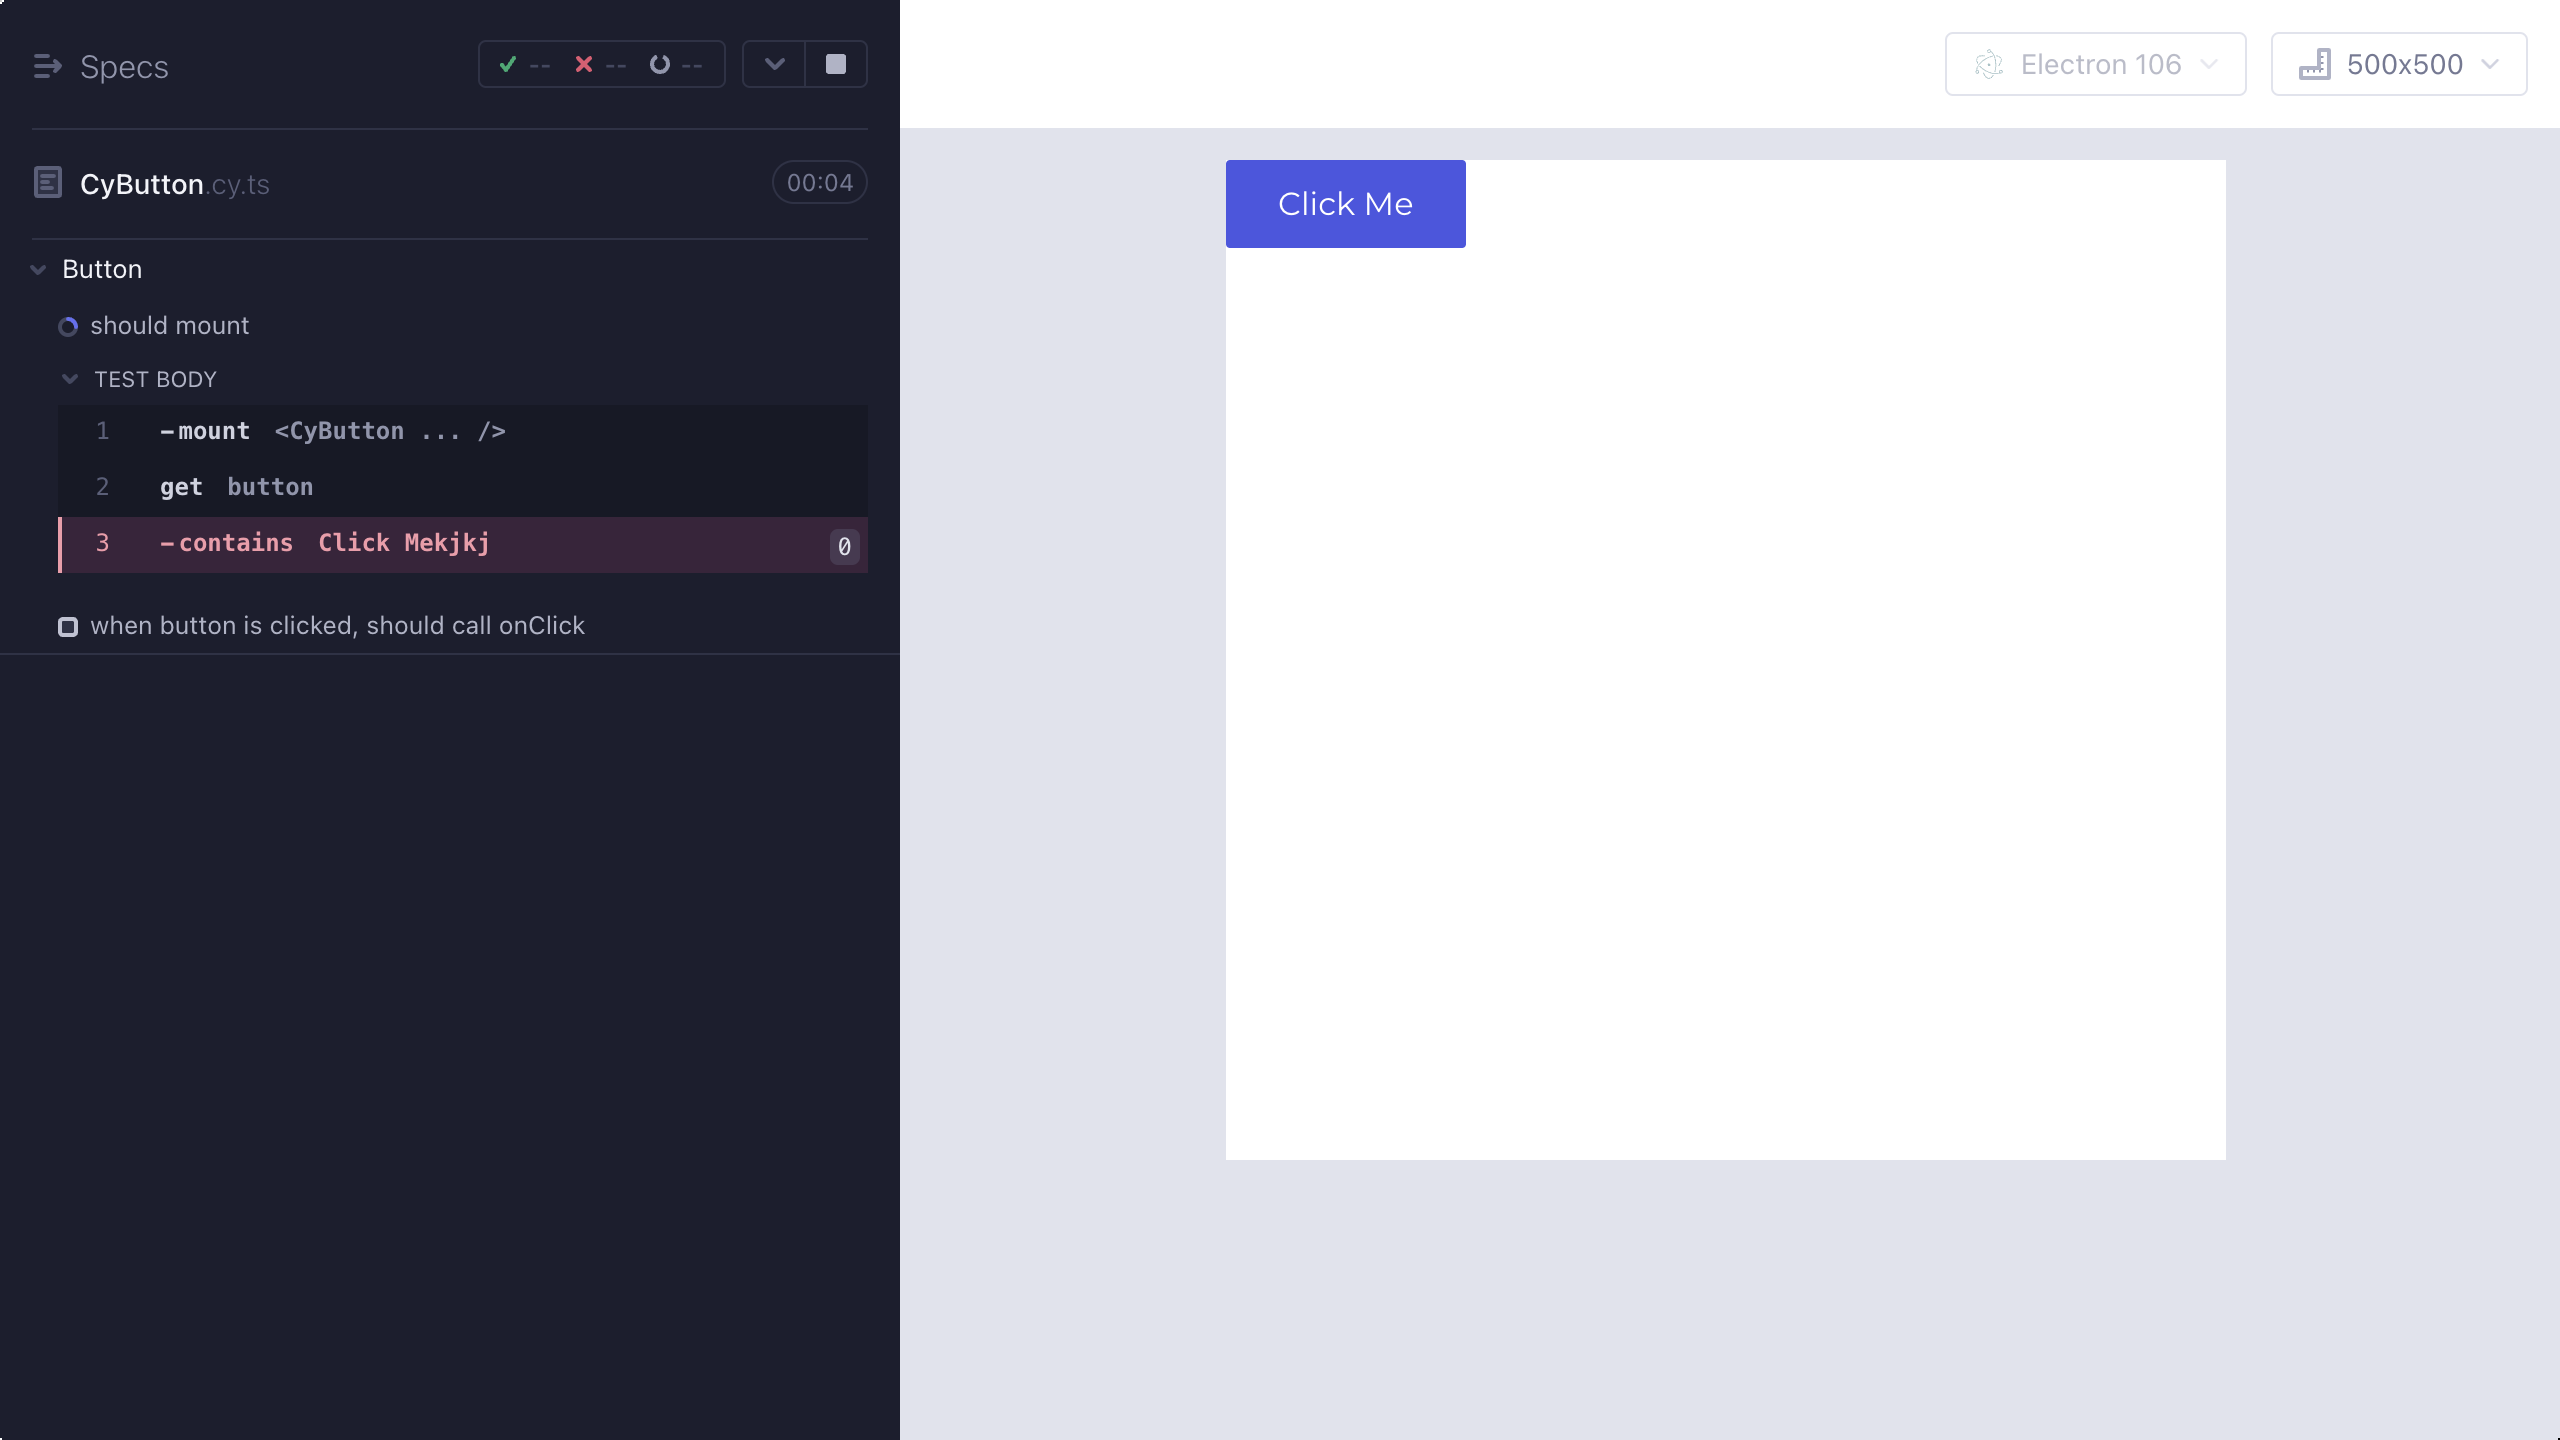 Specs
-- -- --
CyButton.cy.ts 00:04
Button
should mount
TEST BODY
1 -mount <CyButton ... />
2 get button
3 -contains Click Mekjkj 0
when button is clicked, should call onClick
Electron 106
500x500
Click Me